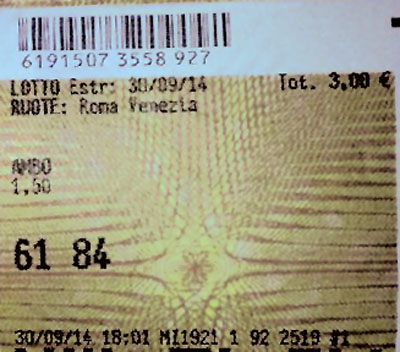 6191507 3558 927
LOTTO Estr: 30/09/14 Tot. 3,00 €
RUOTE: Roma Venezia
AMBO
1,50
61 84
30/09/14 18:01 MI1921 1 92 2519 #1